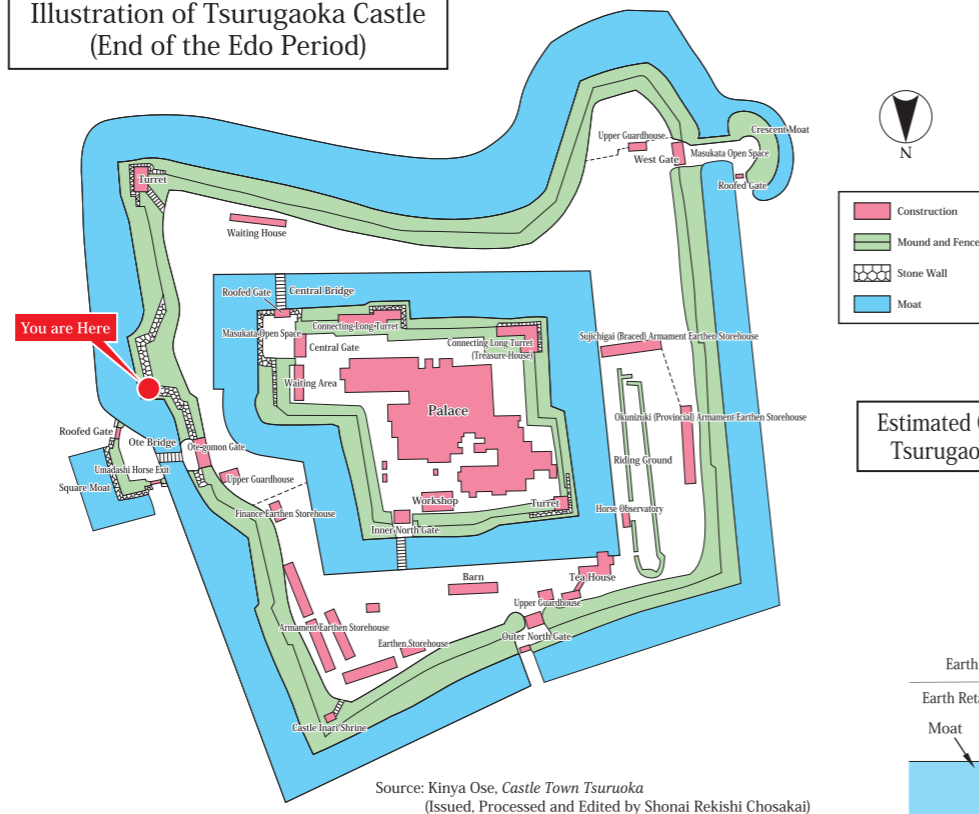 Illustration of Tsurugaoka Castle
(End of the Edo Period)
N
Construction
Mound and Fence
Stone Wall
Moat
Upper Guardhouse
West Gate
Masukata Open Space
Crescent Moat
Roofed Gate
Turret
Waiting House
Roofed Gate
Central Bridge
Masukata Open Space
Connecting Long Turret
Central Gate
Connecting Long Turret
(Treasure House)
Waiting Area
Palace
Sujichigai (Braced) Armament Earthen Storehouse
Okunizuki (Provincial) Armament Earthen Storehouse
Riding Ground
Horse Observatory
You are Here
Roofed Gate
Ote Bridge
Ote-gomon Gate
Umadashi Horse Exit
Square Moat
Upper Guardhouse
Finance Earthen Storehouse
Workshop
Turret
Inner North Gate
Barn
Tea House
Upper Guardhouse
Armament Earthen Storehouse
Earthen Storehouse
Outer North Gate
Castle Inari Shrine
Estimated
Tsurugao
Earth
Earth Reta
Moat
Source: Kinya Ose, Castle Town Tsuruoka
(Issued, Processed and Edited by Shonai Rekishi Chosakai)